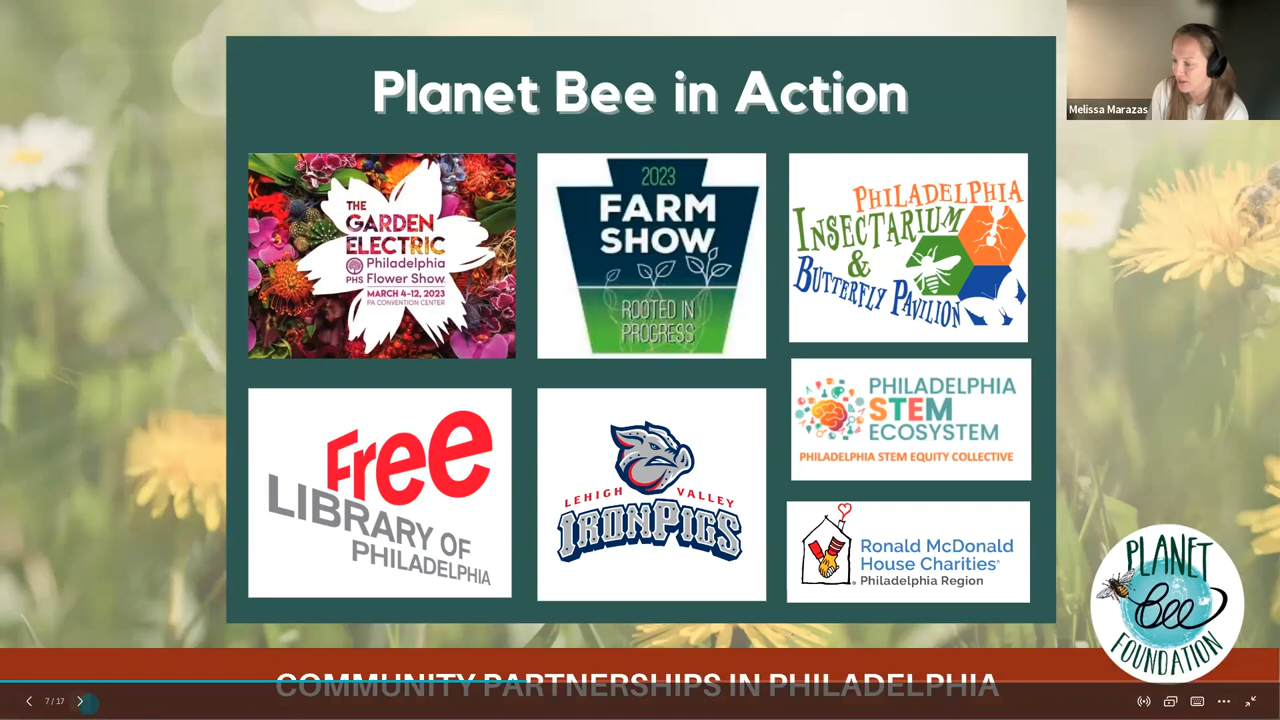 Planet Bee in Action
Melissa Marazas
THE
GARDEN
ELECTRIC
PHS Philadelphia
Flower Show
MARCH 4-12, 2023
PA CONVENTION CENTER
2023
FARM
SHOW
ROOTED IN
PROGRESS
PHILADELPHIA
INSECTARIUM
&
BUTTERFLY PAVILION
Free
LIBRARY OF
PHILADELPHIA
LEHIGH VALLEY
IRONPIGS
PHILADELPHIA
STEM
ECOSYSTEM
PHILADELPHIA STEM EQUITY COLLECTIVE
Ronald McDonald
House Charities®
Philadelphia Region
PLANET
Bee
FOUNDATION
COMMUNITY PARTNERSHIPS IN PHILADELPHIA
7 / 17